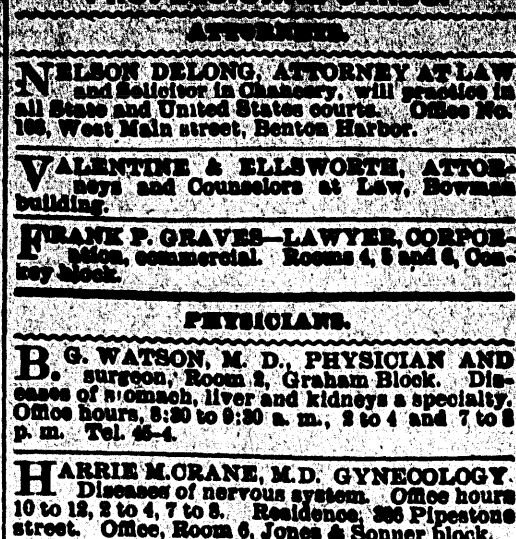 ATTORNEYS.
NELSON DELONG, ATTORNEY AT LAW
and Solicitor in Chancery, will practice in
all State and United States courts. Office No.
West Main street, Benton Harbor.
VALENTINE & ELLSWORTH, ATTOR-
neys and Counselors at Law, Bowman
building.
FRANK P. GRAVES—LAWYER, CORPOR-
ation, commercial. Rooms 4, 5 and 6, Con-
key block.
PHYSICIANS.
B. G. WATSON, M. D., PHYSICIAN AND
surgeon, Room 2, Graham Block. Dis-
eases of stomach, liver and kidneys a specialty.
Office hours, 8:30 to 9:30 a. m., 2 to 4 and 7 to 8
p. m. Tel.
HARRIE M. CRANE, M.D. GYNECOLOGY.
Diseases of nervous system. Office hours
10 to 12, 2 to 4, 7 to 8. Residence, Pipestone
street. Office, Room 6, Jones & Sonner block.